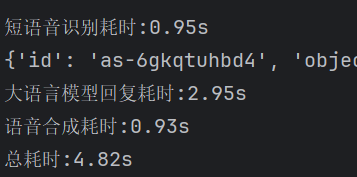 短语音识别耗时:0.95s
{'id': 'as-6gkqtuhbd4', 'objec
大语言模型回复耗时:2.95s
语音合成耗时:0.93s
总耗时:4.82s